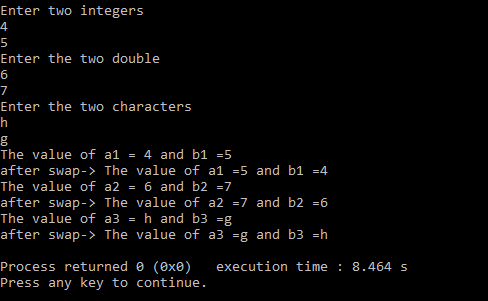 Enter two integers
4
5
Enter the two double
6
7
Enter the two characters
h
g
The value of a1 = 4 and b1 =5
after swap-> The value of a1 =5 and b1 =4
The value of a2 = 6 and b2 =7
after swap-> The value of a2 =7 and b2 =6
The value of a3 = h and b3 =g
after swap-> The value of a3 =g and b3 =h
Process returned 0 (0x0)   execution time : 8.464 s
Press any key to continue.